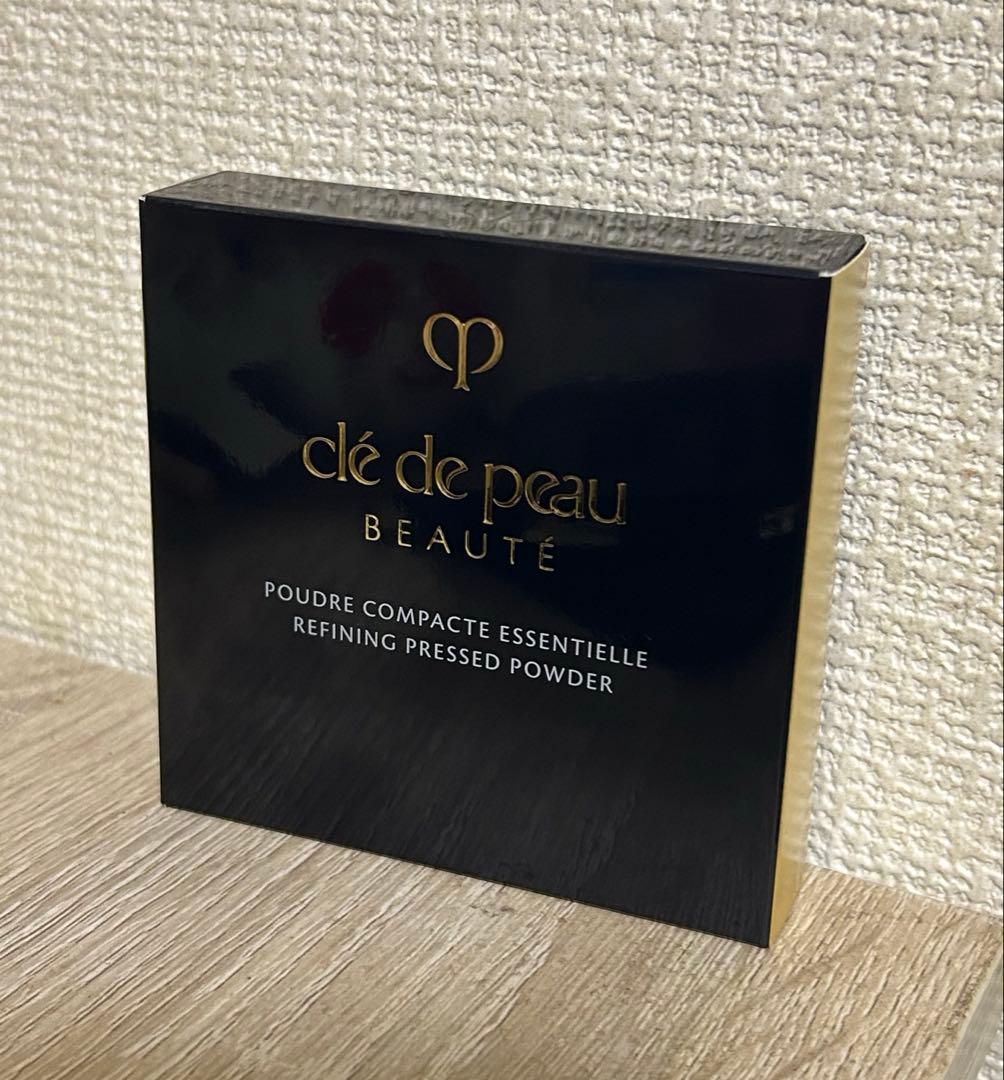 clé de peau
BEAUTÉ
POUDRE COMPACTE ESSENTIELLE
REFINING PRESSED POWDER